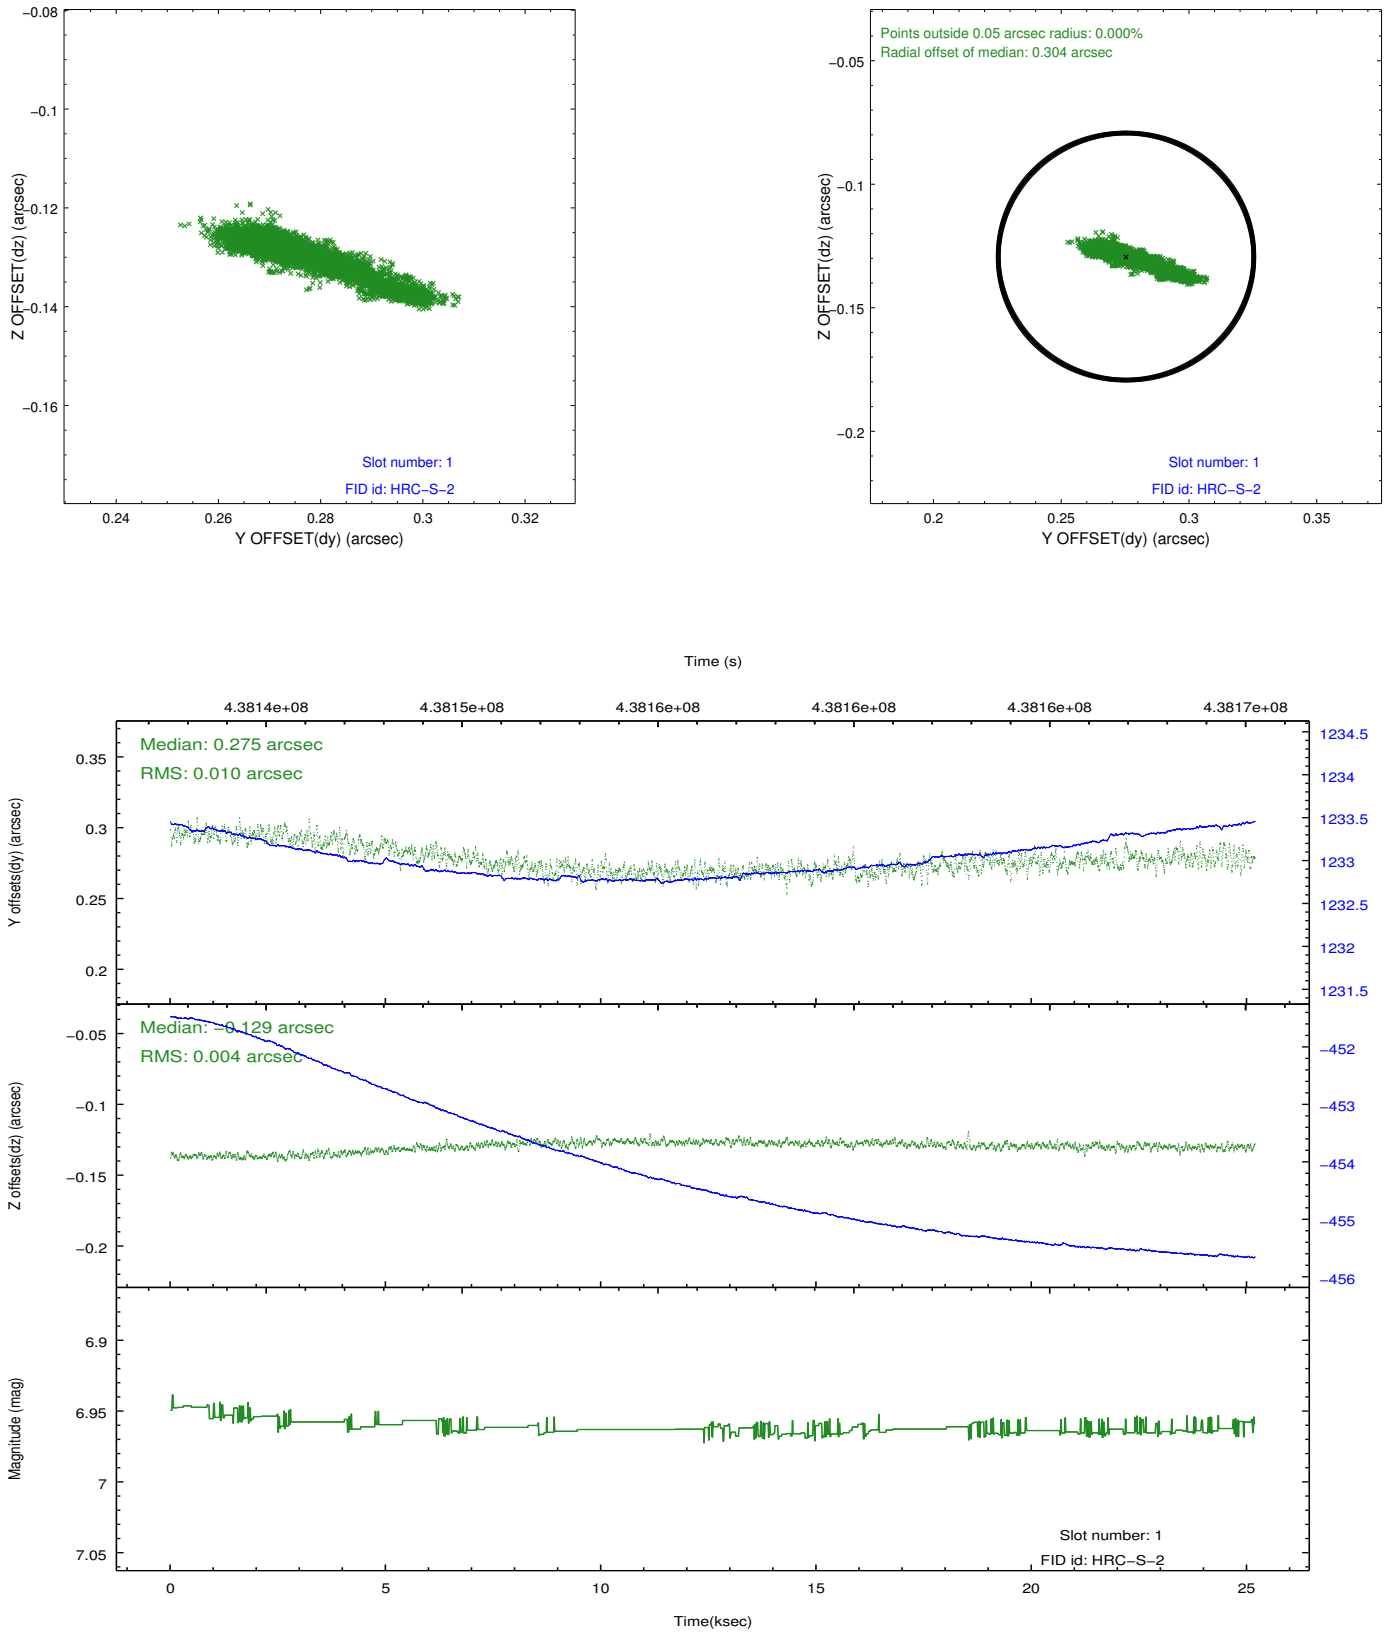 −0.08
−0.1
−0.12
−0.14
−0.16
Z OFFSET(dz) (arcsec)
Slot number: 1
FID id: HRC−S−2
0.24 0.26 0.28 0.3 0.32
Y OFFSET(dy) (arcsec)
Points outside 0.05 arcsec radius: 0.000%
Radial offset of median: 0.304 arcsec
−0.05
−0.1
−0.15
−0.2
Z OFFSET(dz) (arcsec)
Slot number: 1
FID id: HRC−S−2
0.2 0.25 0.3 0.35
Y OFFSET(dy) (arcsec)
Time (s)
4.3814e+08 4.3815e+08 4.3816e+08 4.3816e+08 4.3816e+08 4.3817e+08
Median: 0.275 arcsec
RMS: 0.010 arcsec
0.35
0.3
0.25
0.2
Y offsets(dy) (arcsec)
1234.5
1234
1233.5
1233
1232.5
1232
1231.5
Median: −0.129 arcsec
RMS: 0.004 arcsec
−0.05
−0.1
−0.15
−0.2
Z offsets(dz) (arcsec)
−452
−453
−454
−455
−456
6.9
6.95
7
7.05
Magnitude (mag)
Slot number: 1
FID id: HRC−S−2
0 5 10 15 20 25
Time(ksec)